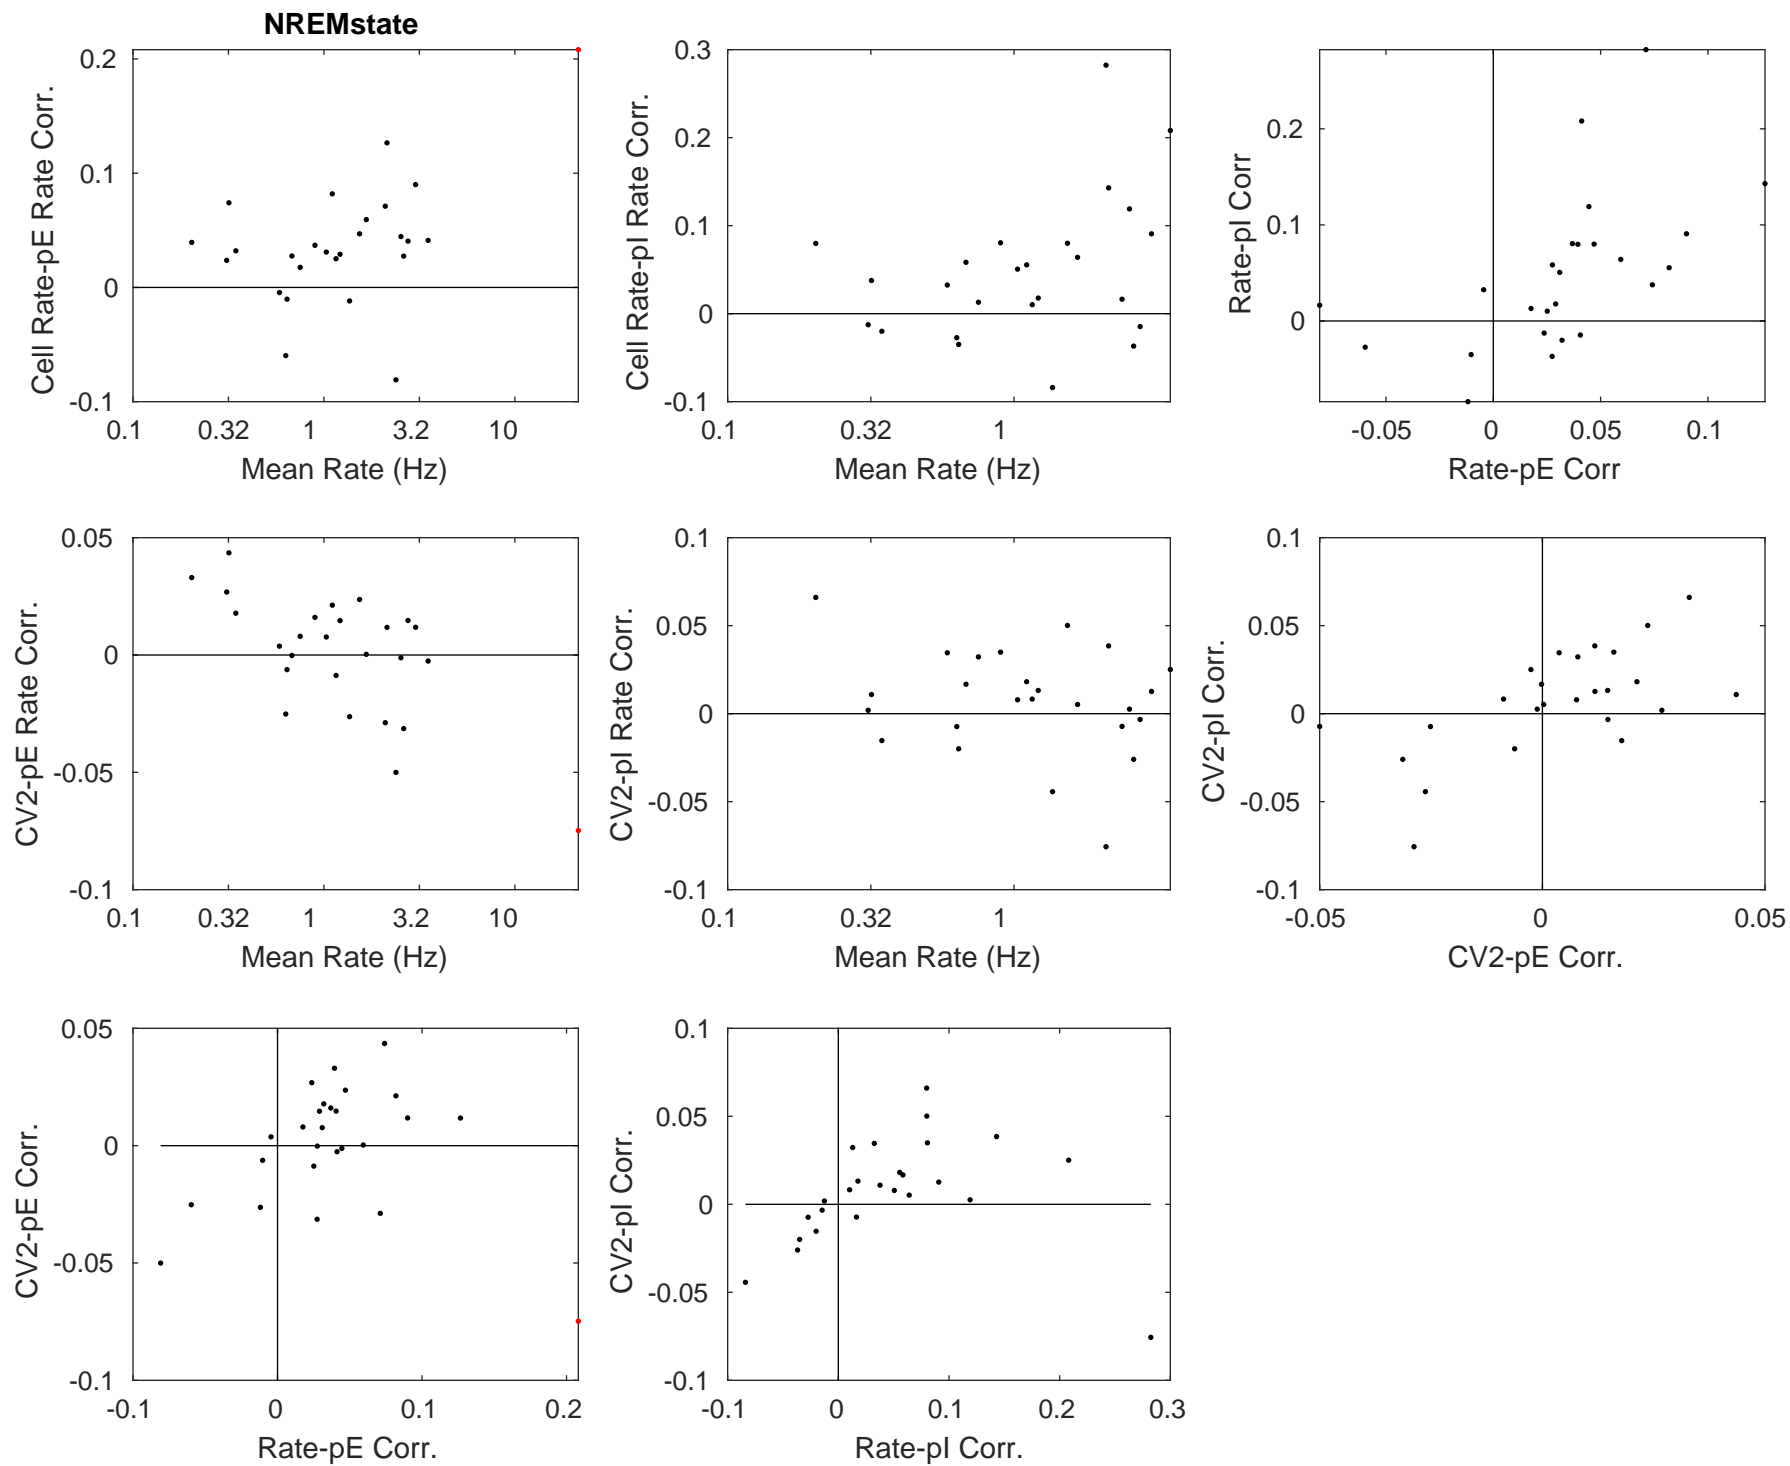 NREMstate
Cell Rate-pE Rate Corr.
0.2
0.1
0
-0.1
0.1 0.32 1 3.2 10
Mean Rate (Hz)
Cell Rate-pI Rate Corr.
0.3
0.2
0.1
0
-0.1
0.1 0.32 1
Mean Rate (Hz)
Rate-pI Corr
0.2
0.1
0
-0.05 0 0.05 0.1
Rate-pE Corr
CV2-pE Rate Corr.
0.05
0
-0.05
-0.1
0.1 0.32 1 3.2 10
Mean Rate (Hz)
CV2-pI Rate Corr.
0.1
0.05
0
-0.05
-0.1
0.1 0.32 1
Mean Rate (Hz)
CV2-pI Corr.
0.1
0.05
0
-0.05
-0.1
-0.05 0 0.05
CV2-pE Corr.
CV2-pE Corr.
0.05
0
-0.05
-0.1
-0.1 0 0.1 0.2
Rate-pE Corr.
CV2-pI Corr.
0.1
0.05
0
-0.05
-0.1
-0.1 0 0.1 0.2 0.3
Rate-pI Corr.